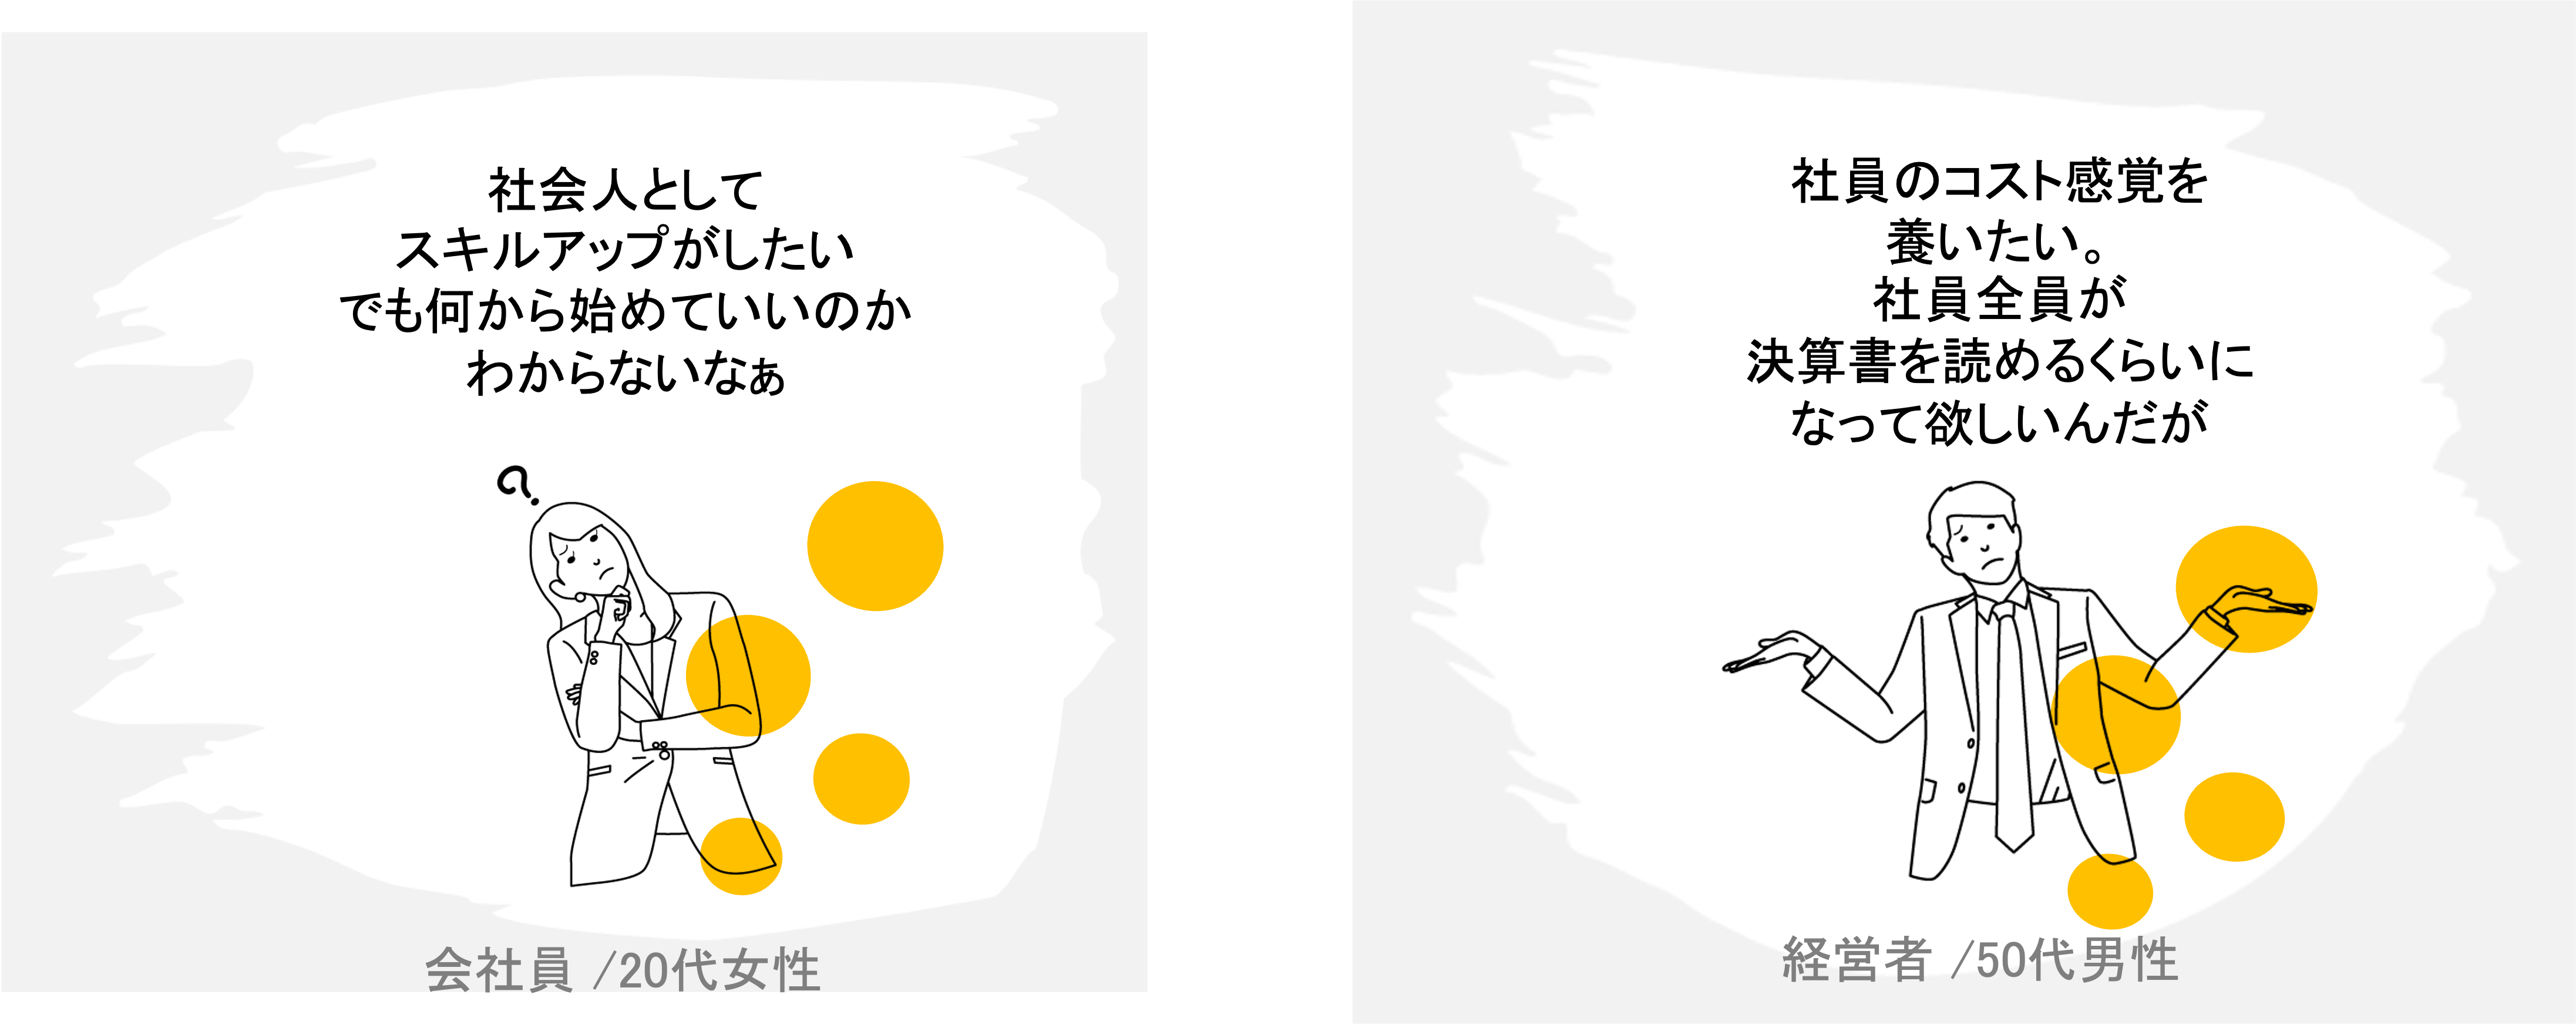 社会人として
スキルアップがしたい
でも何から始めていいのか
わからないなぁ
?
会社員 /20代女性
社員のコスト感覚を
養いたい。
社員全員が
決算書を読めるくらいに
なって欲しいんだが
経営者 /50代男性